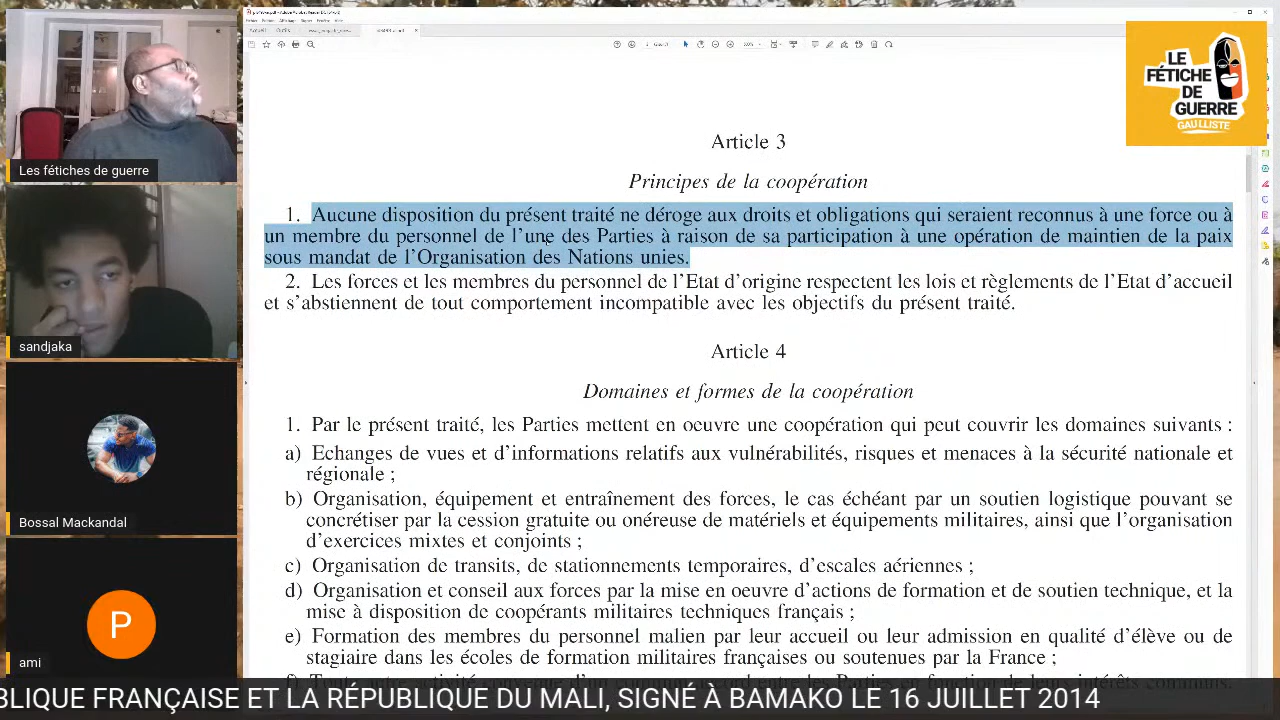 Les fétiches de guerre
sandjaka
Bossal Mackandal
P
ami
LE
FÉTICHE
DE
GUERRE
GAULLISTE
Article 3
Principes de la coopération
1. Aucune disposition du présent traité ne déroge aux droits et obligations qui seraient reconnus à une force ou à
un membre du personnel de l’une des Parties à raison de sa participation à une opération de maintien de la paix
sous mandat de l’Organisation des Nations unies.
2. Les forces et les membres du personnel de l’Etat d’origine respectent les lois et règlements de l’Etat d’accueil
et s’abstiennent de tout comportement incompatible avec les objectifs du présent traité.
Article 4
Domaines et formes de la coopération
1. Par le présent traité, les Parties mettent en oeuvre une coopération qui peut couvrir les domaines suivants :
a) Echanges de vues et d’informations relatifs aux vulnérabilités, risques et menaces à la sécurité nationale et
régionale ;
b) Organisation, équipement et entraînement des forces, le cas échéant par un soutien logistique pouvant se
concrétiser par la cession gratuite ou onéreuse de matériels et équipements militaires, ainsi que l’organisation
d’exercices mixtes et conjoints ;
c) Organisation de transits, de stationnements temporaires, d’escales aériennes ;
d) Organisation et conseil aux forces par la mise en oeuvre d’actions de formation et de soutien technique, et la
mise à disposition de coopérants militaires techniques français ;
e) Formation des membres du personnel malien par leur accueil ou leur admission en qualité d’élève ou de
stagiaire dans les écoles de formation militaires françaises ou soutenues par la France ;
BLIQUE FRANÇAISE ET LA RÉPUBLIQUE DU MALI, SIGNÉ À BAMAKO LE 16 JUILLET 2014